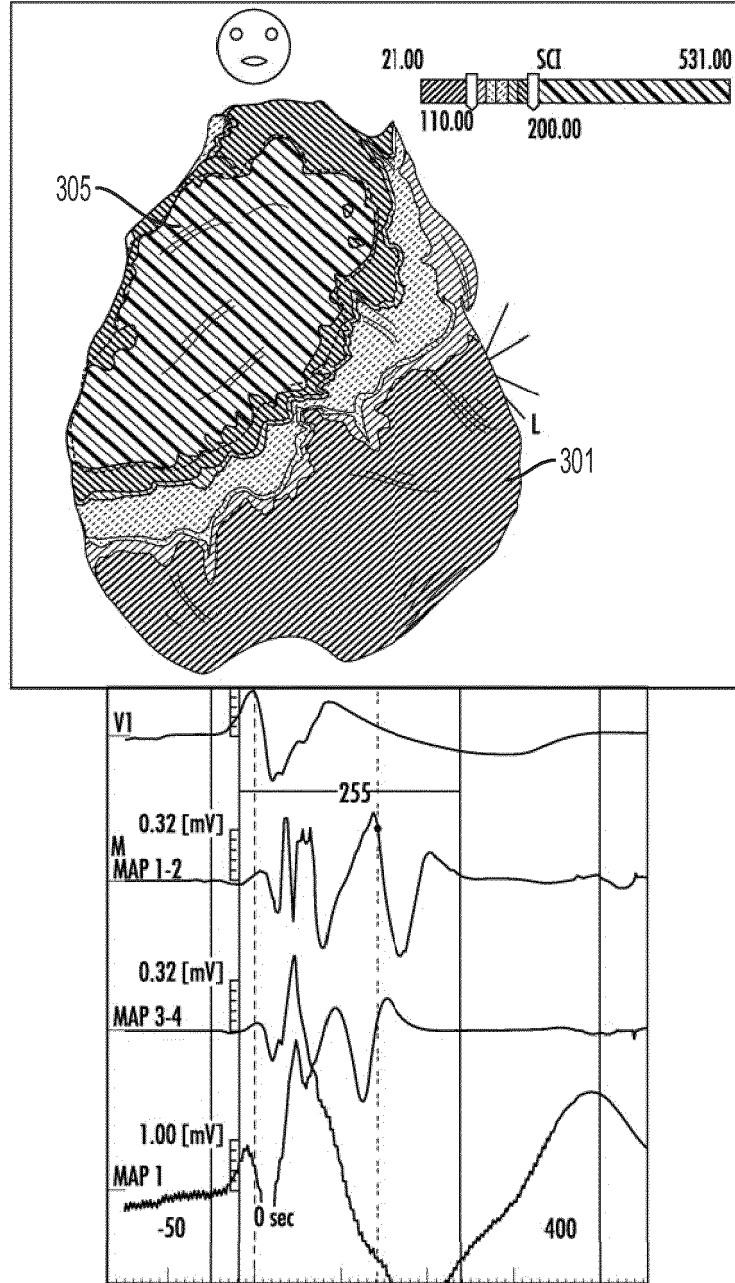 21.00 SCI 531.00
110.00 200.00
305
L
301
V1
255
0.32 [mV]
M
MAP 1-2
0.32 [mV]
MAP 3-4
1.00 [mV]
MAP 1
-50 0 sec 400